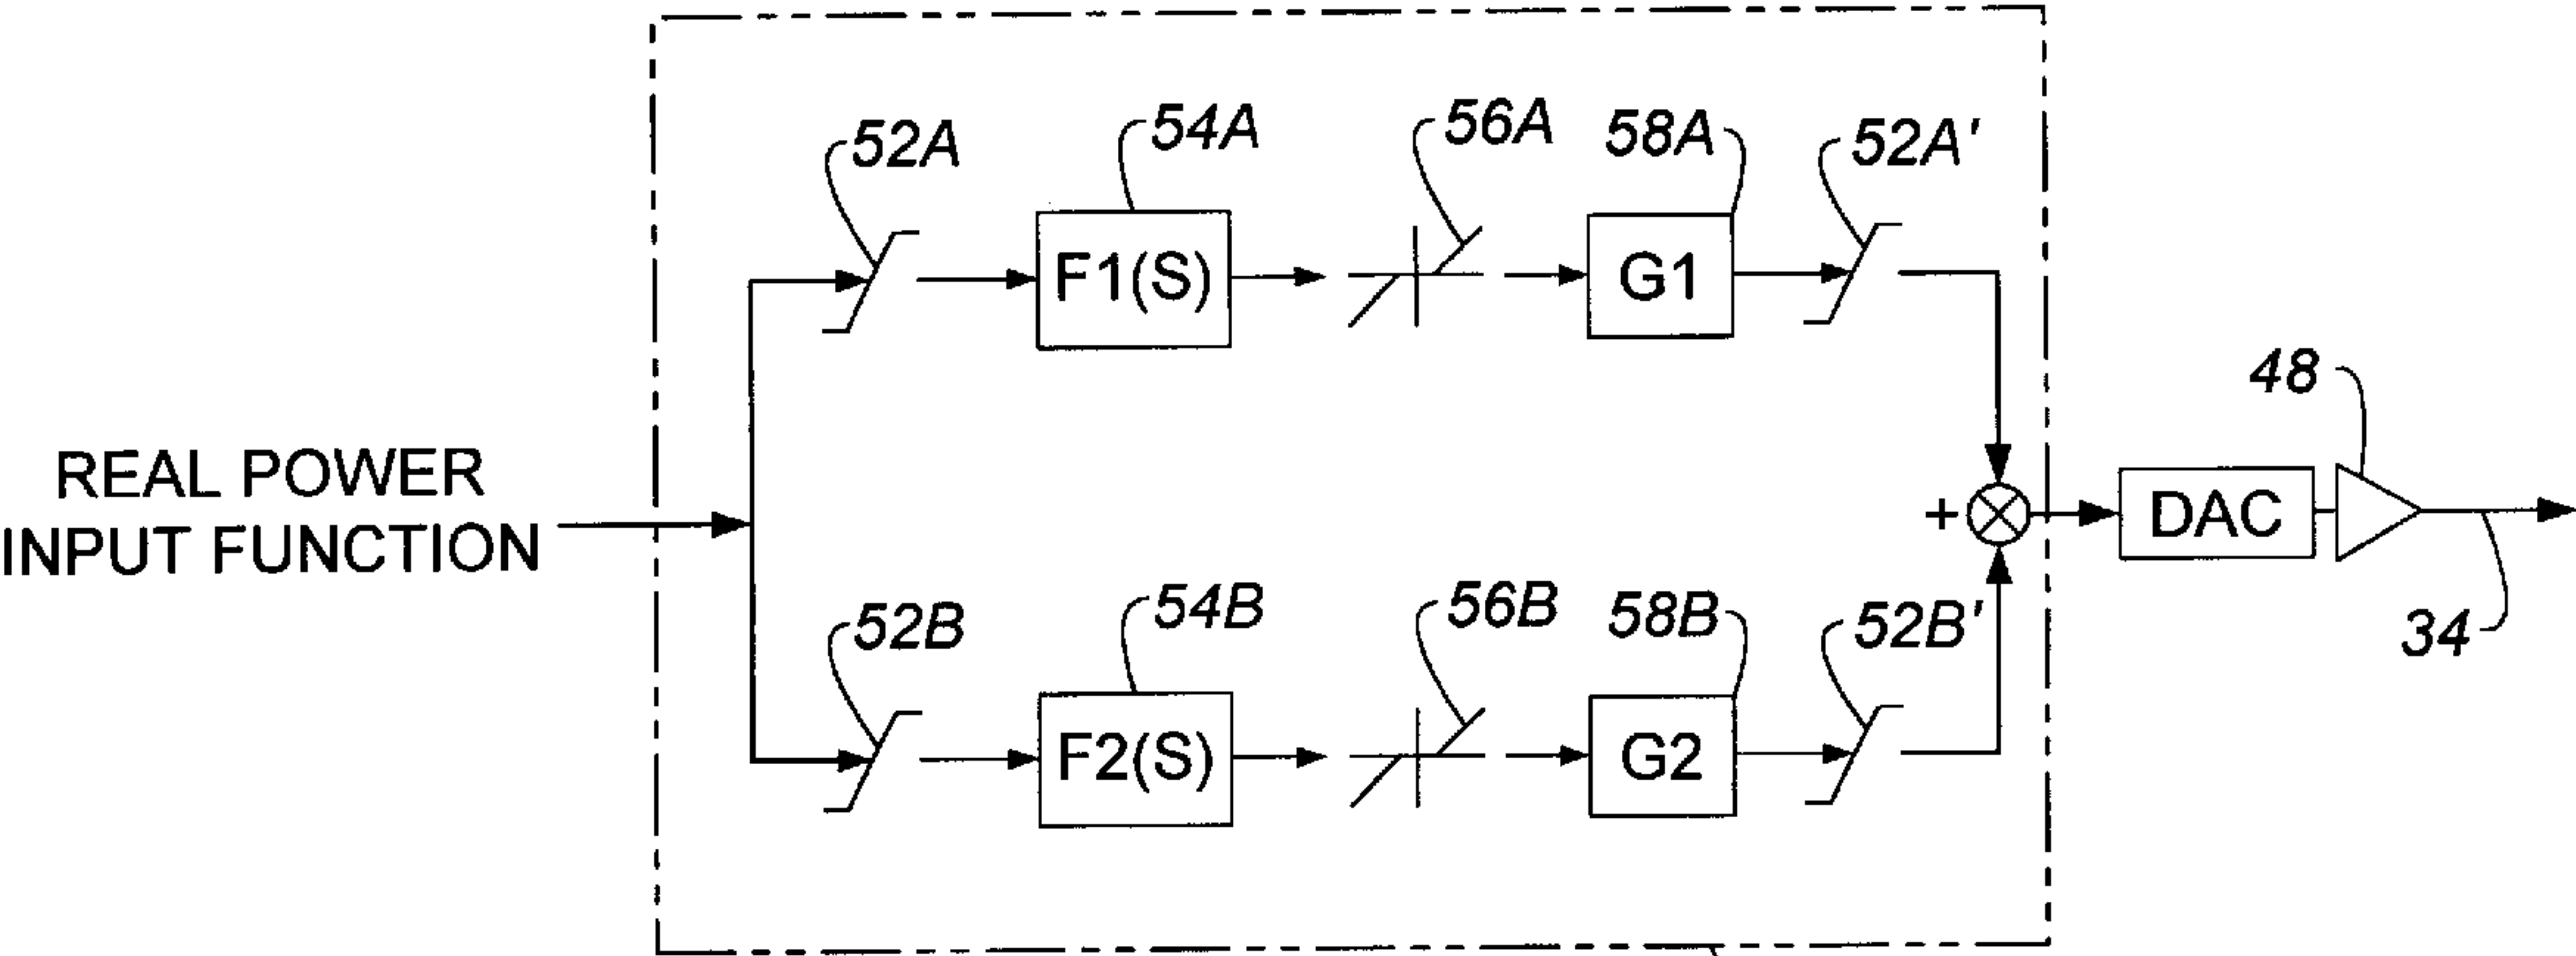 52A
54A
56A
58A
52A'
F1(S)
G1
48
REAL POWER
INPUT FUNCTION
+
DAC
34
52B
54B
56B
58B
52B'
F2(S)
G2